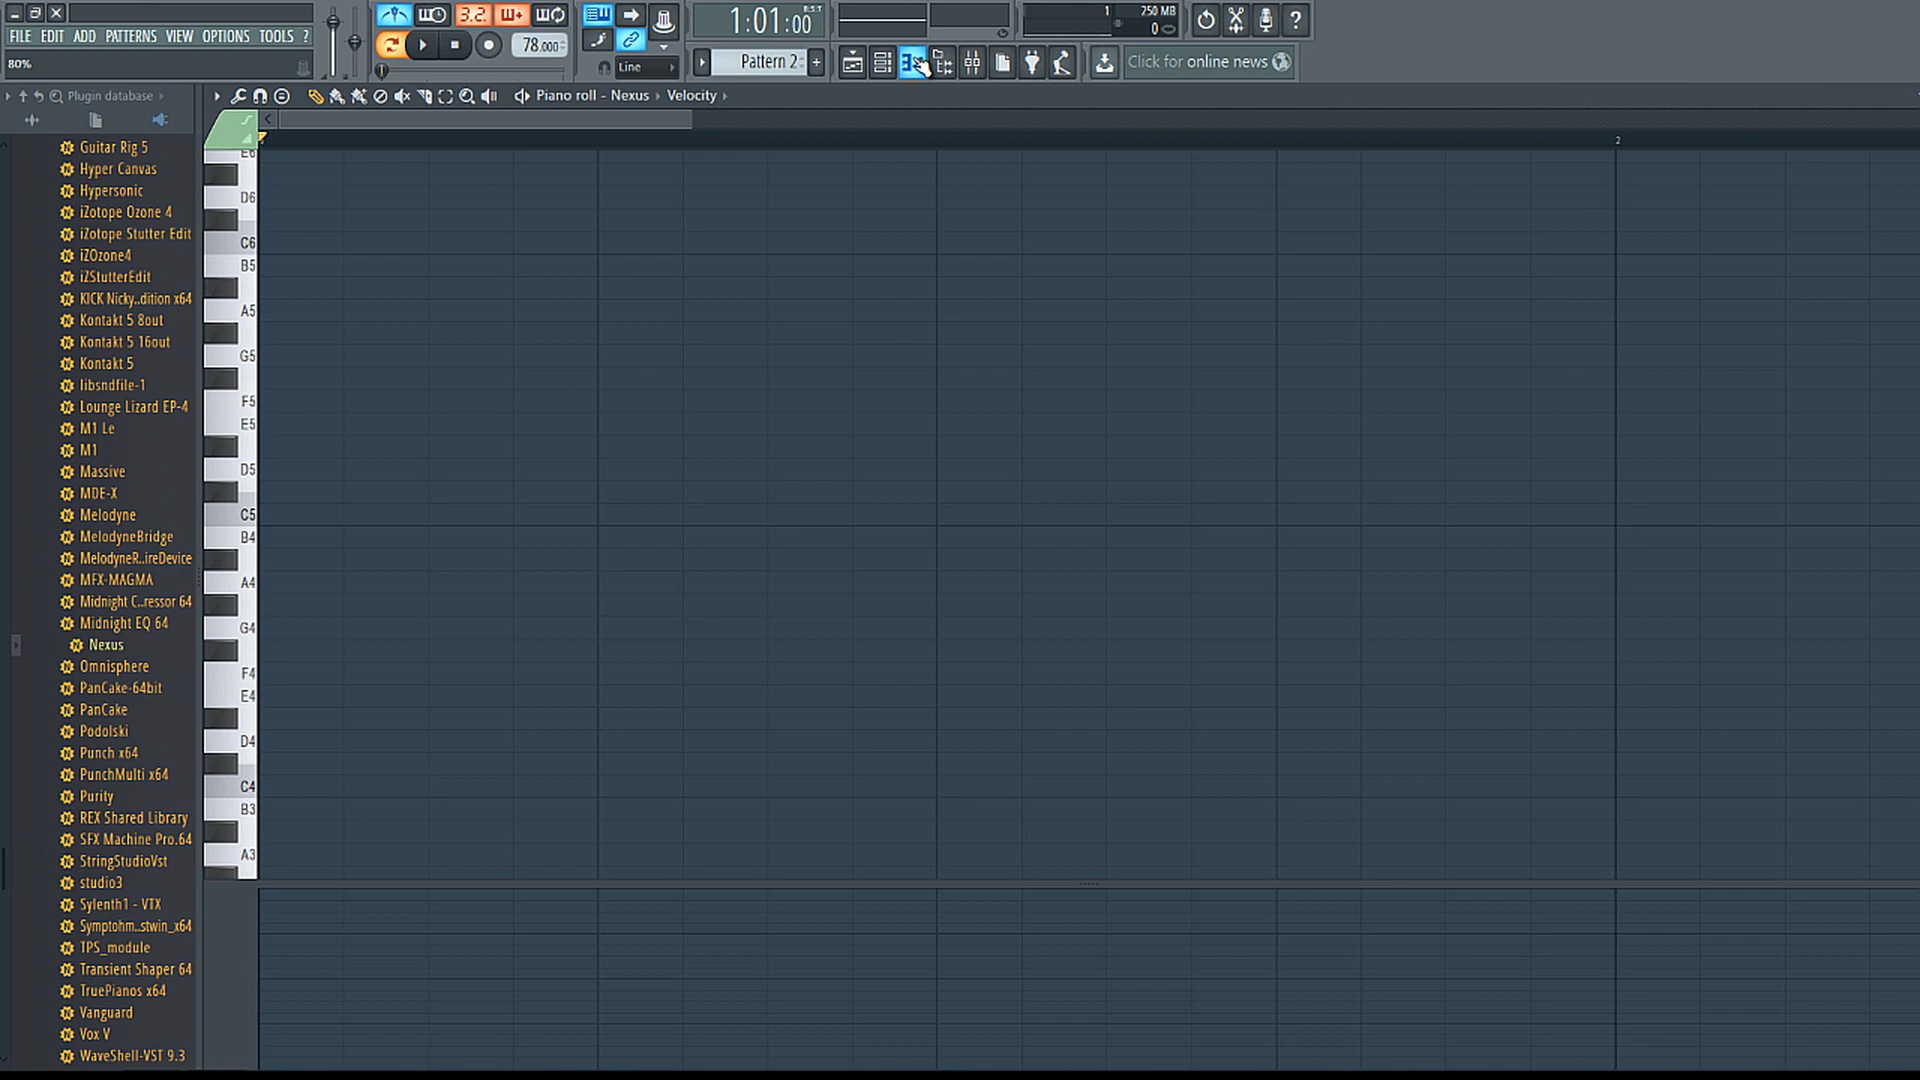 FILE EDIT ADD PATTERNS VIEW OPTIONS TOOLS ?
80%
3.2.
78.000
Line
1:01:00
B:S:T
Pattern 2
+
1
250 MB
0
?
Click for online news
Plugin database
Piano roll - Nexus › Velocity ›
Guitar Rig 5
Hyper Canvas
Hypersonic
iZotope Ozone 4
iZotope Stutter Edit
iZOzone4
iZStutterEdit
KICK Nicky..dition x64
Kontakt 5 8out
Kontakt 5 16out
Kontakt 5
libsndfile-1
Lounge Lizard EP-4
M1 Le
M1
Massive
MDE-X
Melodyne
MelodyneBridge
MelodyneR..ireDevice
MFX-MAGMA
Midnight C..ressor 64
Midnight EQ 64
Nexus
Omnisphere
PanCake-64bit
PanCake
Podolski
Punch x64
PunchMulti x64
Purity
REX Shared Library
SFX Machine Pro.64
StringStudioVst
studio3
Sylenth1 - VTX
Symptohm..stwin_x64
TPS_module
Transient Shaper 64
TruePianos x64
Vanguard
Vox V
WaveShell-VST 9.3
2
E6
D6
C6
B5
A5
G5
F5
E5
D5
C5
B4
A4
G4
F4
E4
D4
C4
B3
A3